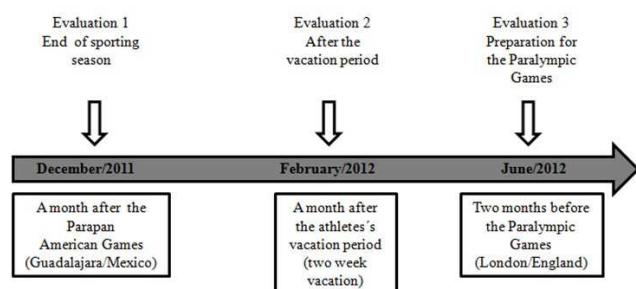 Evaluation 1
End of sporting
season
Evaluation 2
After the
vacation period
Evaluation 3
Preparation for
the Paralympic
Games
December/2011
February/2012
June/2012
A month after the
Parapan
American Games
(Guadalajara/Mexico)
A month after
the athletes´s
vacation period
(two week
vacation)
Two months before
the Paralympic
Games
(London/England)